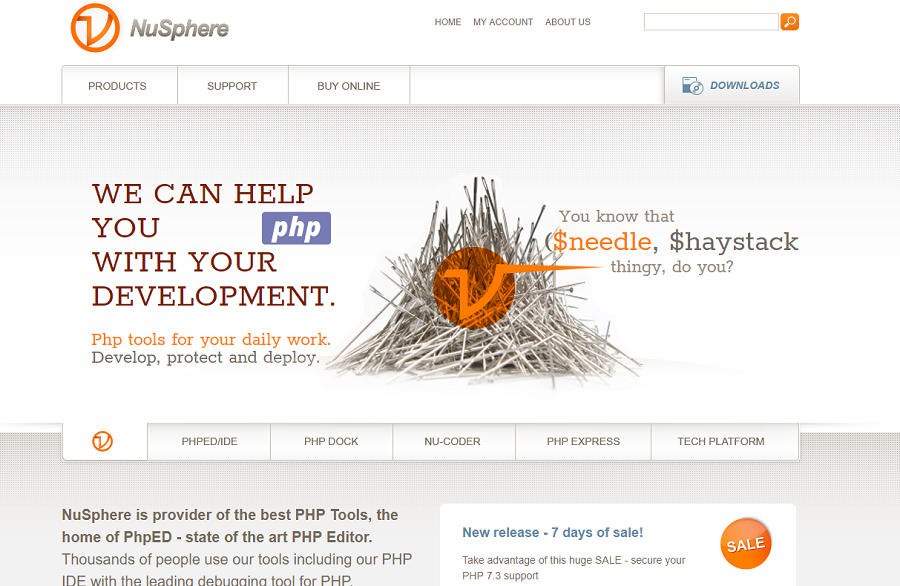 NuSphere
HOME MY ACCOUNT ABOUT US
PRODUCTS SUPPORT BUY ONLINE DOWNLOADS
WE CAN HELP
YOU php
WITH YOUR
DEVELOPMENT.
Php tools for your daily work.
Develop, protect and deploy.
You know that
($needle, $haystack
thingy, do you?
PHPED/IDE PHP DOCK NU-CODER PHP EXPRESS TECH PLATFORM
NuSphere is provider of the best PHP Tools, the
home of PhpED - state of the art PHP Editor.
Thousands of people use our tools including our PHP
IDE with the leading debugging tool for PHP.
New release - 7 days of sale!
Take advantage of this huge SALE - secure your
PHP 7.3 support
SALE